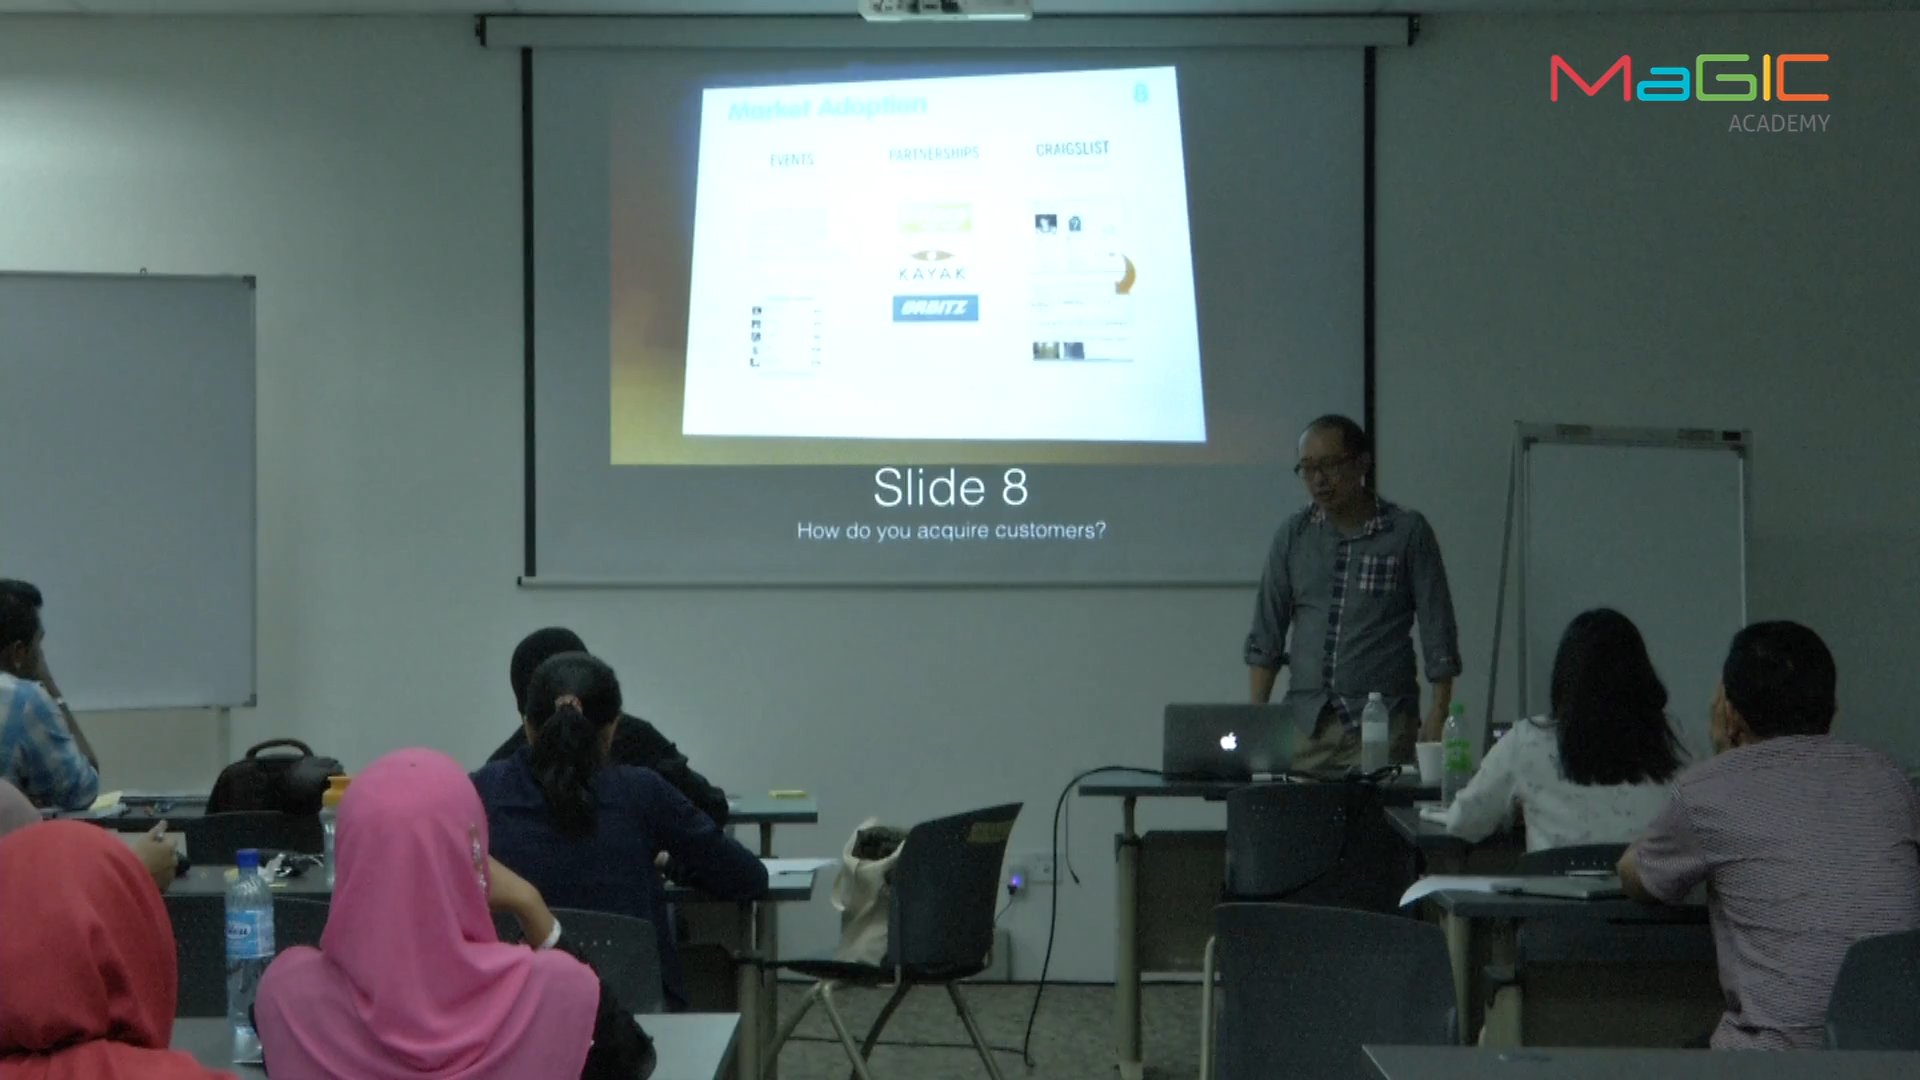 MaGIC
ACADEMY
Market Adoption
8
EVENTS
PARTNERSHIPS
CRAIGSLIST
KAYAK
ORBITZ
Slide 8
How do you acquire customers?